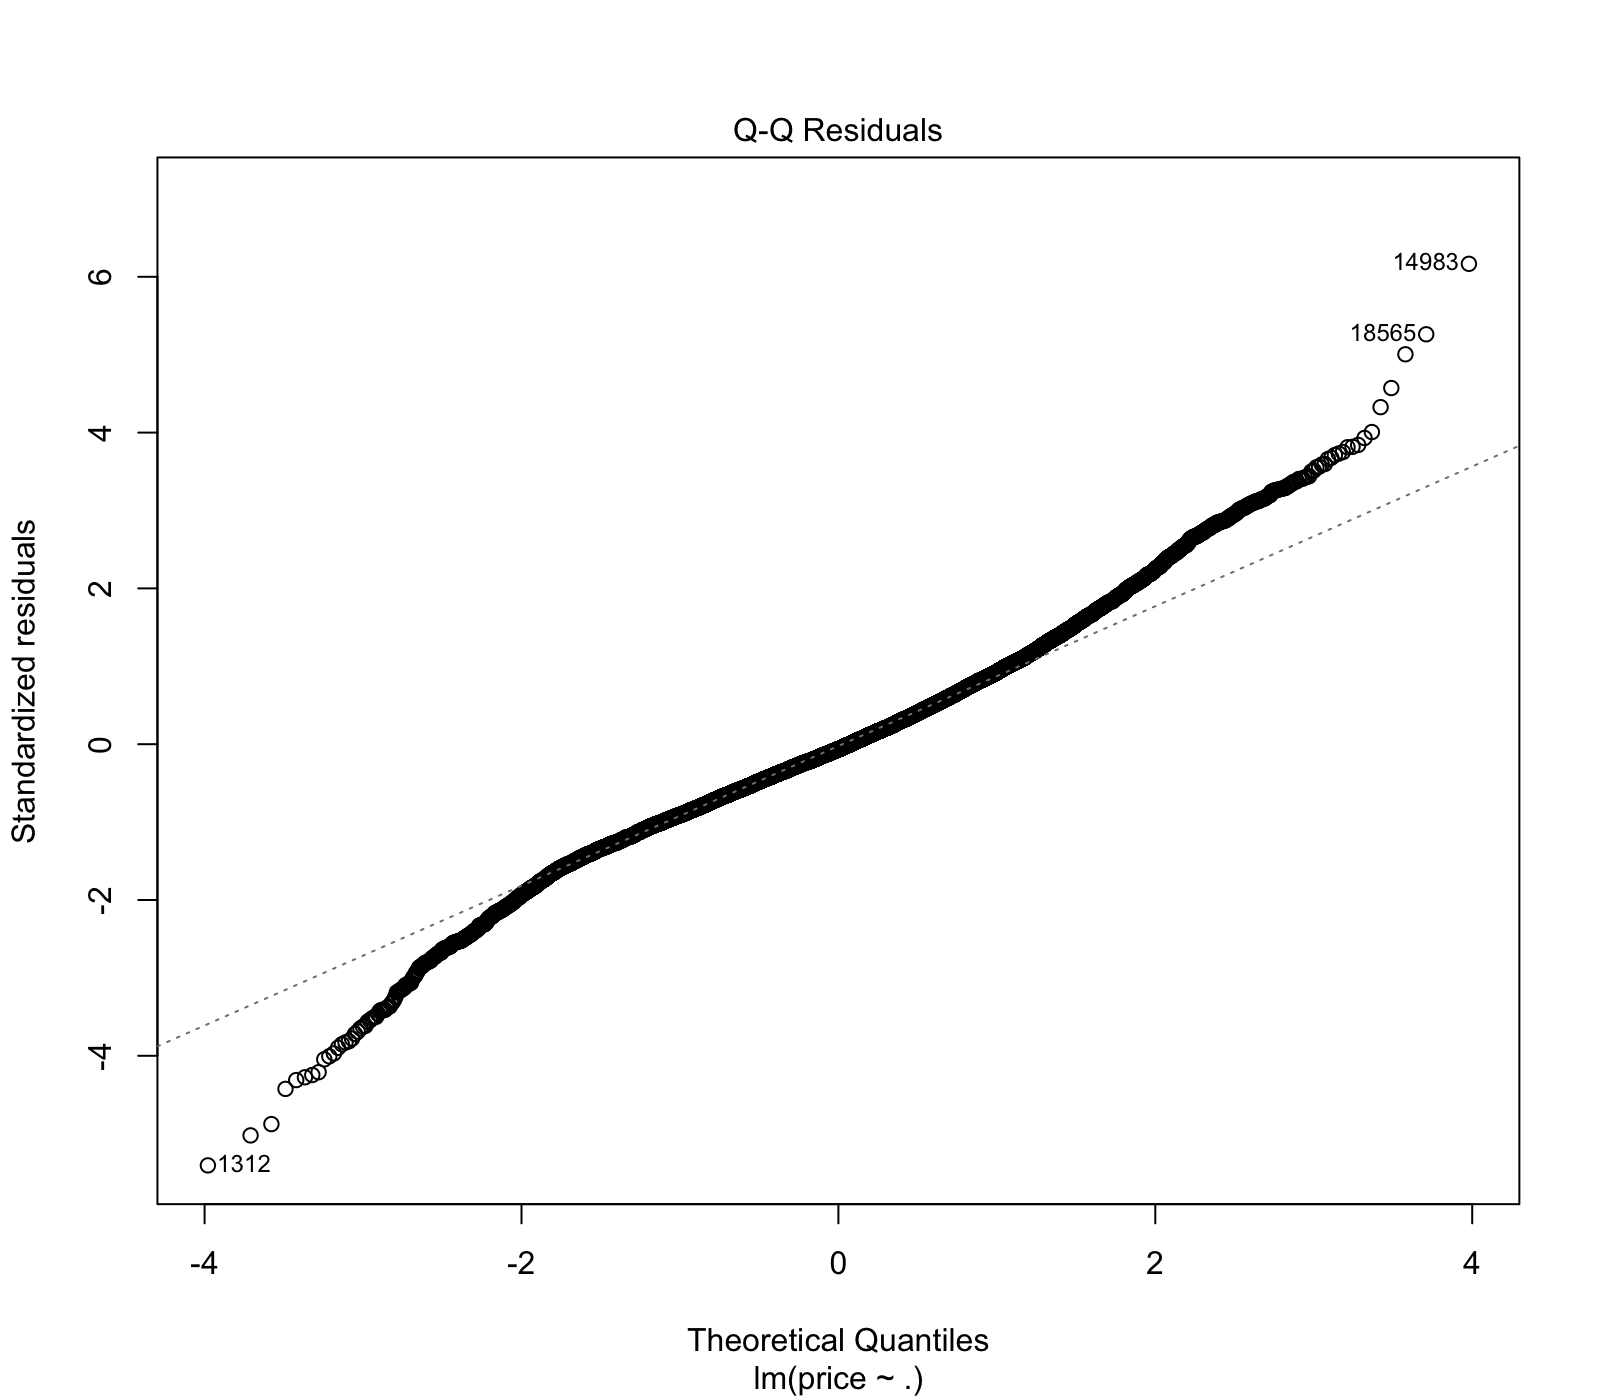 Q-Q Residuals
14983
18565
1312
Standardized residuals
6
4
2
0
-2
-4
-4 -2 0 2 4
Theoretical Quantiles
lm(price ~ .)